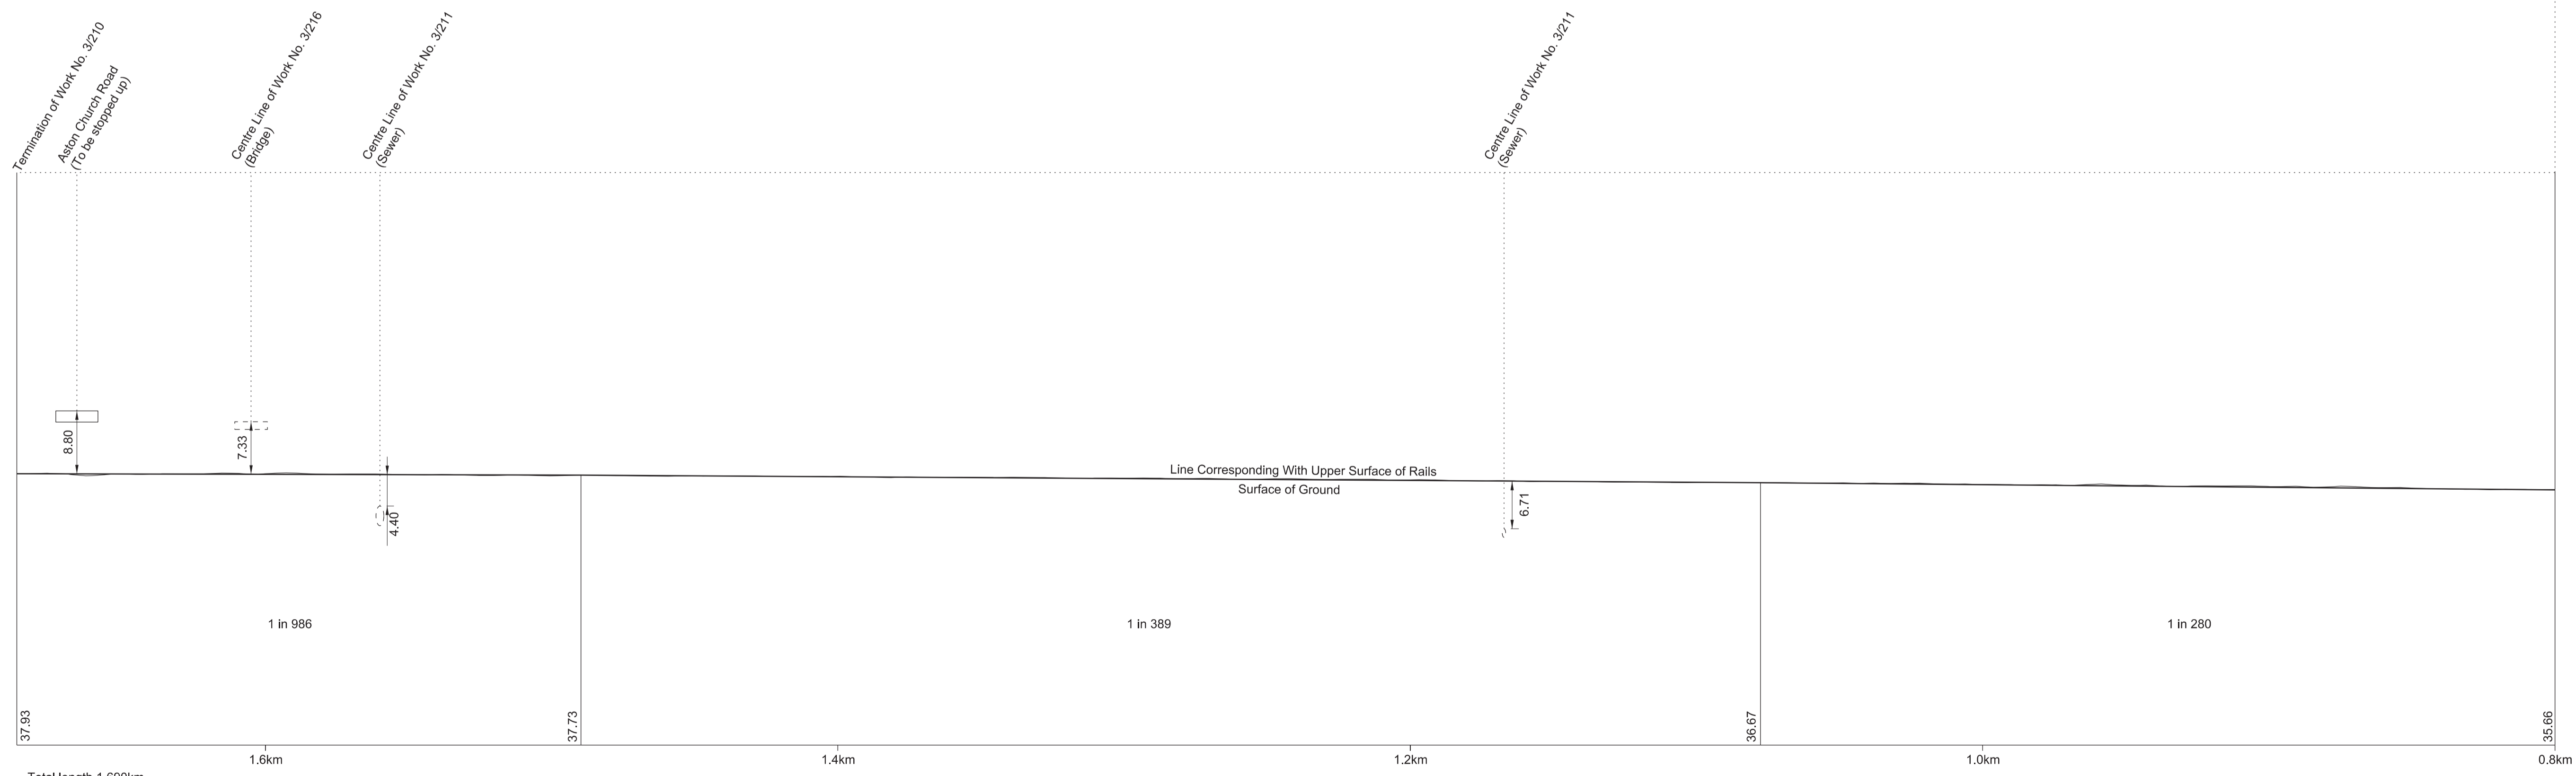 Termination of Work No. 3/210
Aston Church Road
(To be stopped up)
Centre Line of Work No. 3/216
(Bridge)
Centre Line of Work No. 3/211
(Sewer)
Centre Line of Work No. 3/211
(Sewer)
8.80
7.33
4.40
Line Corresponding With Upper Surface of Rails
Surface of Ground
6.71
1 in 986
1 in 389
1 in 280
37.93
37.73
36.67
35.66
1.6km
1.4km
1.2km
1.0km
0.8km
Total length